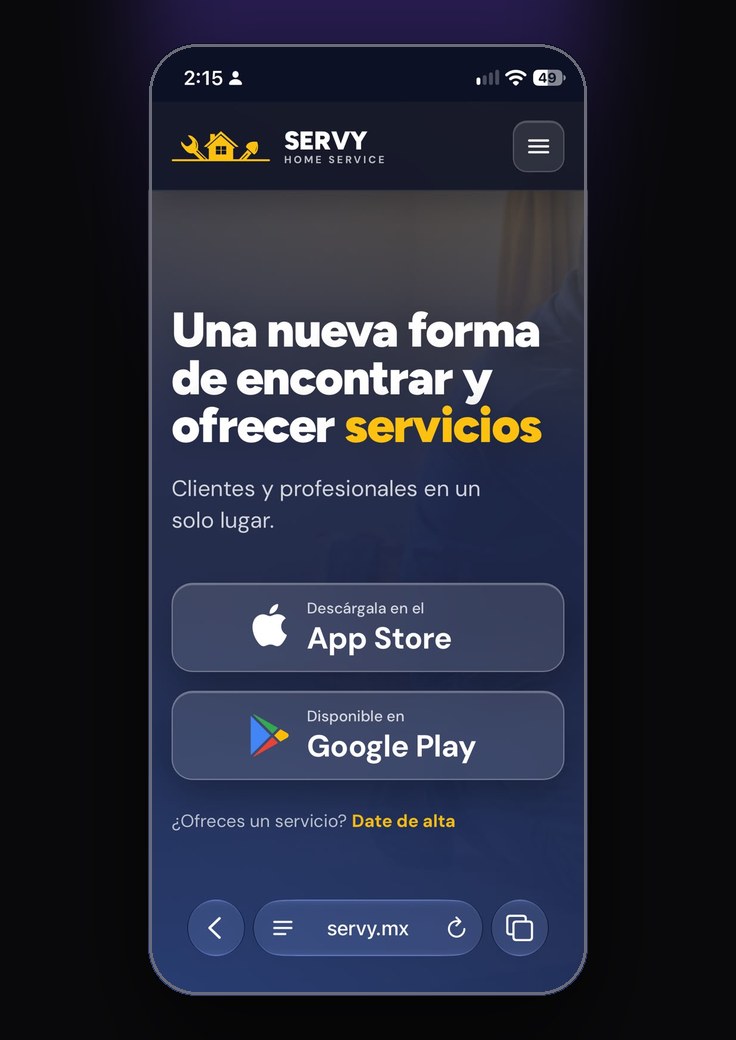 2:15
49
SERVY
HOME SERVICE
Una nueva forma
de encontrar y
ofrecer servicios
Clientes y profesionales en un
solo lugar.
Descárgala en el
App Store
Disponible en
Google Play
¿Ofreces un servicio? Date de alta
servy.mx